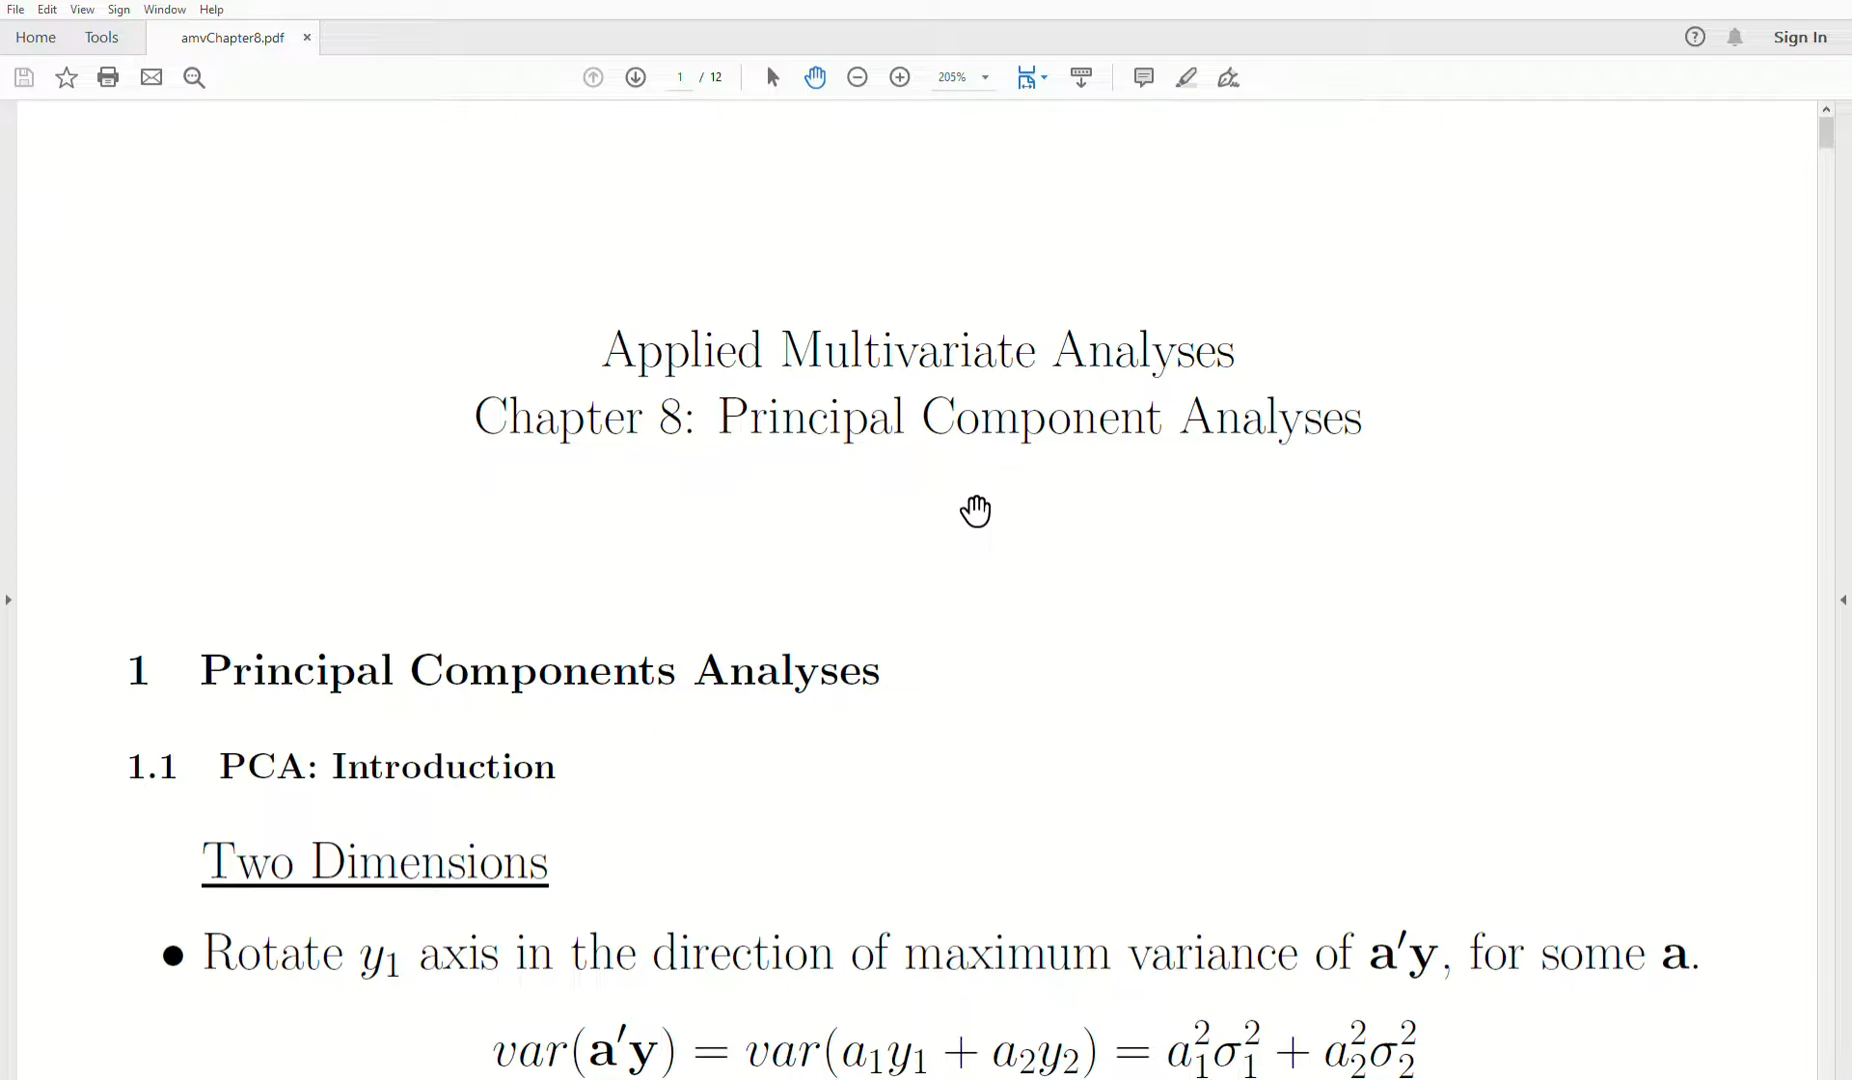 File Edit View Sign Window Help
Home Tools amvChapter8.pdf × Sign In
1 / 12 205%
Applied Multivariate Analyses
Chapter 8: Principal Component Analyses
1 Principal Components Analyses
1.1 PCA: Introduction
Two Dimensions
• Rotate y₁ axis in the direction of maximum variance of a′y, for some a.
var(a′y) = var(a₁y₁ + a₂y₂) = a₁²σ₁² + a₂²σ₂²